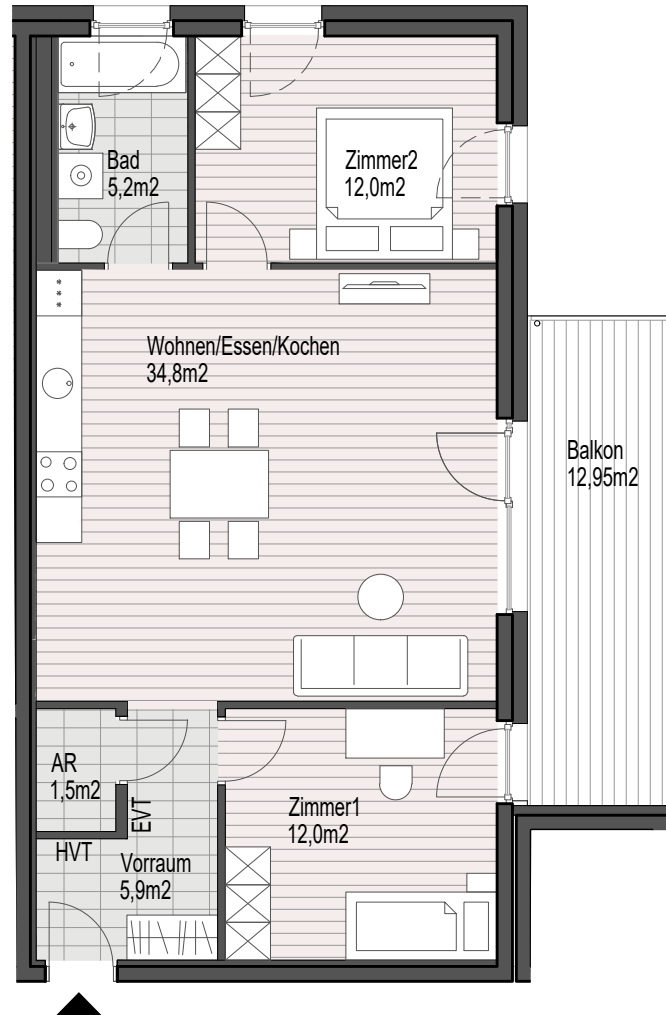 Bad
5,2m2
Zimmer2
12,0m2
Wohnen/Essen/Kochen
34,8m2
Balkon
12,95m2
AR
1,5m2
EVT
HVT
Vorraum
5,9m2
Zimmer1
12,0m2